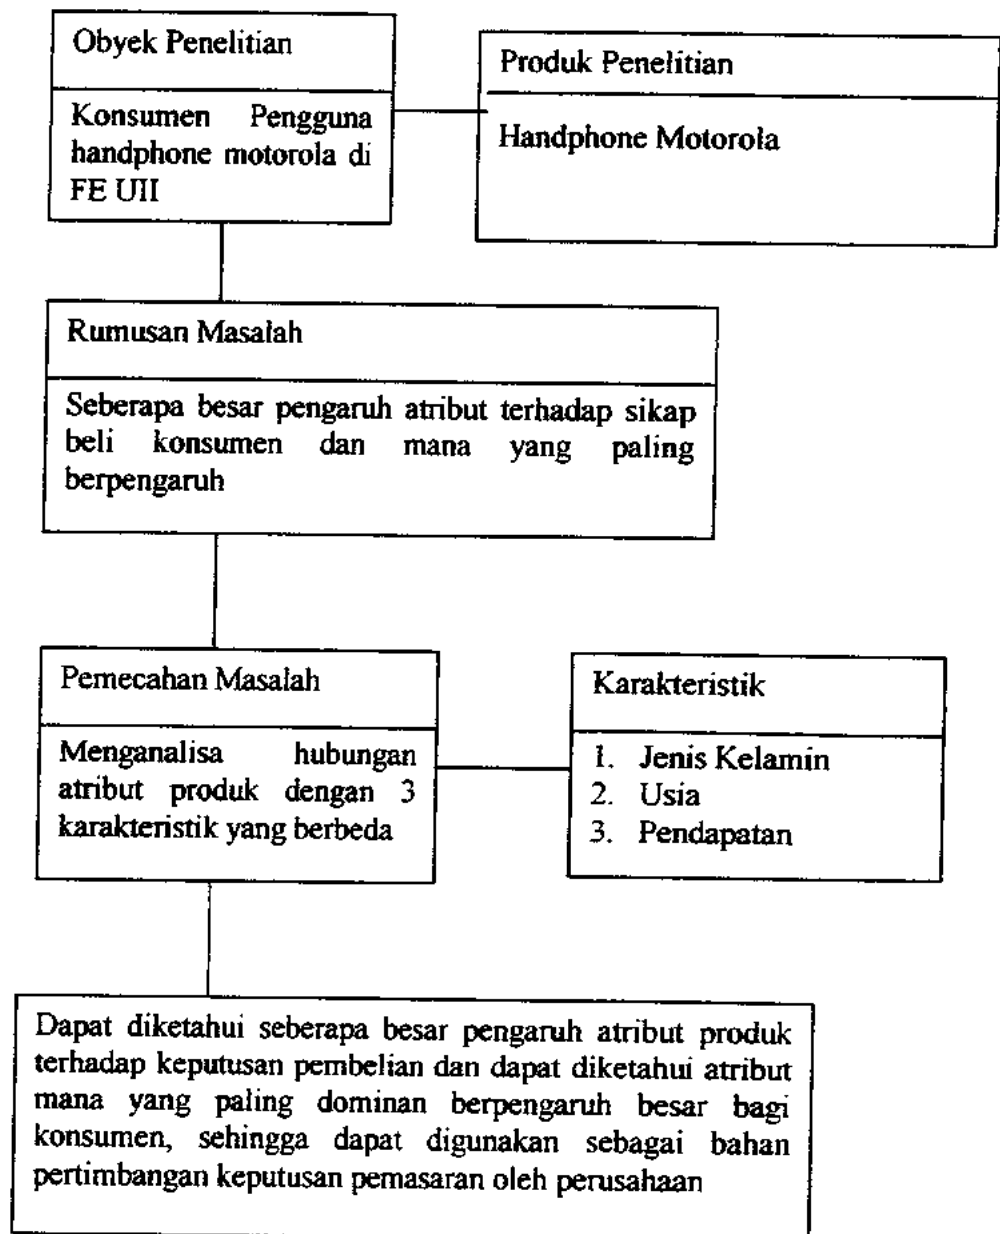 Obyek Penelitian
Konsumen Pengguna
handphone motorola di
FE UII
Produk Penelitian
Handphone Motorola
Rumusan Masalah
Seberapa besar pengaruh atribut terhadap sikap
beli konsumen dan mana yang paling
berpengaruh
Pemecahan Masalah
Menganalisa hubungan
atribut produk dengan 3
karakteristik yang berbeda
Karakteristik
1. Jenis Kelamin
2. Usia
3. Pendapatan
Dapat diketahui seberapa besar pengaruh atribut produk
terhadap keputusan pembelian dan dapat diketahui atribut
mana yang paling dominan berpengaruh besar bagi
konsumen, sehingga dapat digunakan sebagai bahan
pertimbangan keputusan pemasaran oleh perusahaan